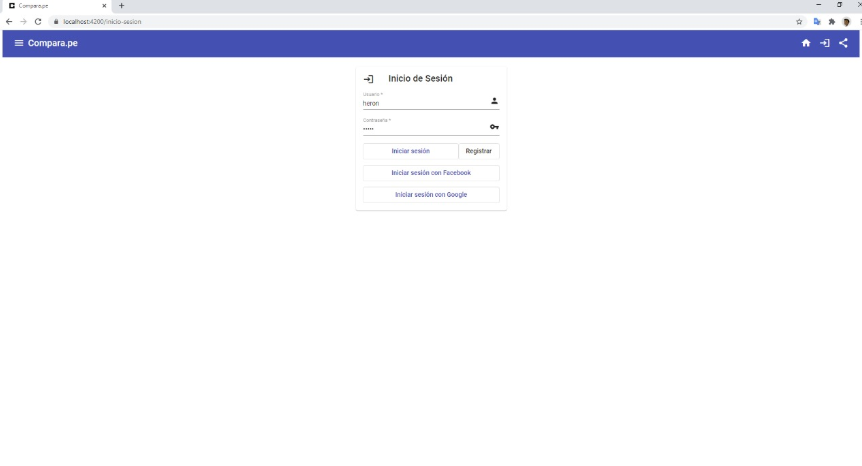 Compara.pe
localhost:4200/inicio-sesion
Compara.pe
Inicio de Sesión
Usuario *
heron
Contraseña *
•••••
Iniciar sesión Registrar
Iniciar sesión con Facebook
Iniciar sesión con Google